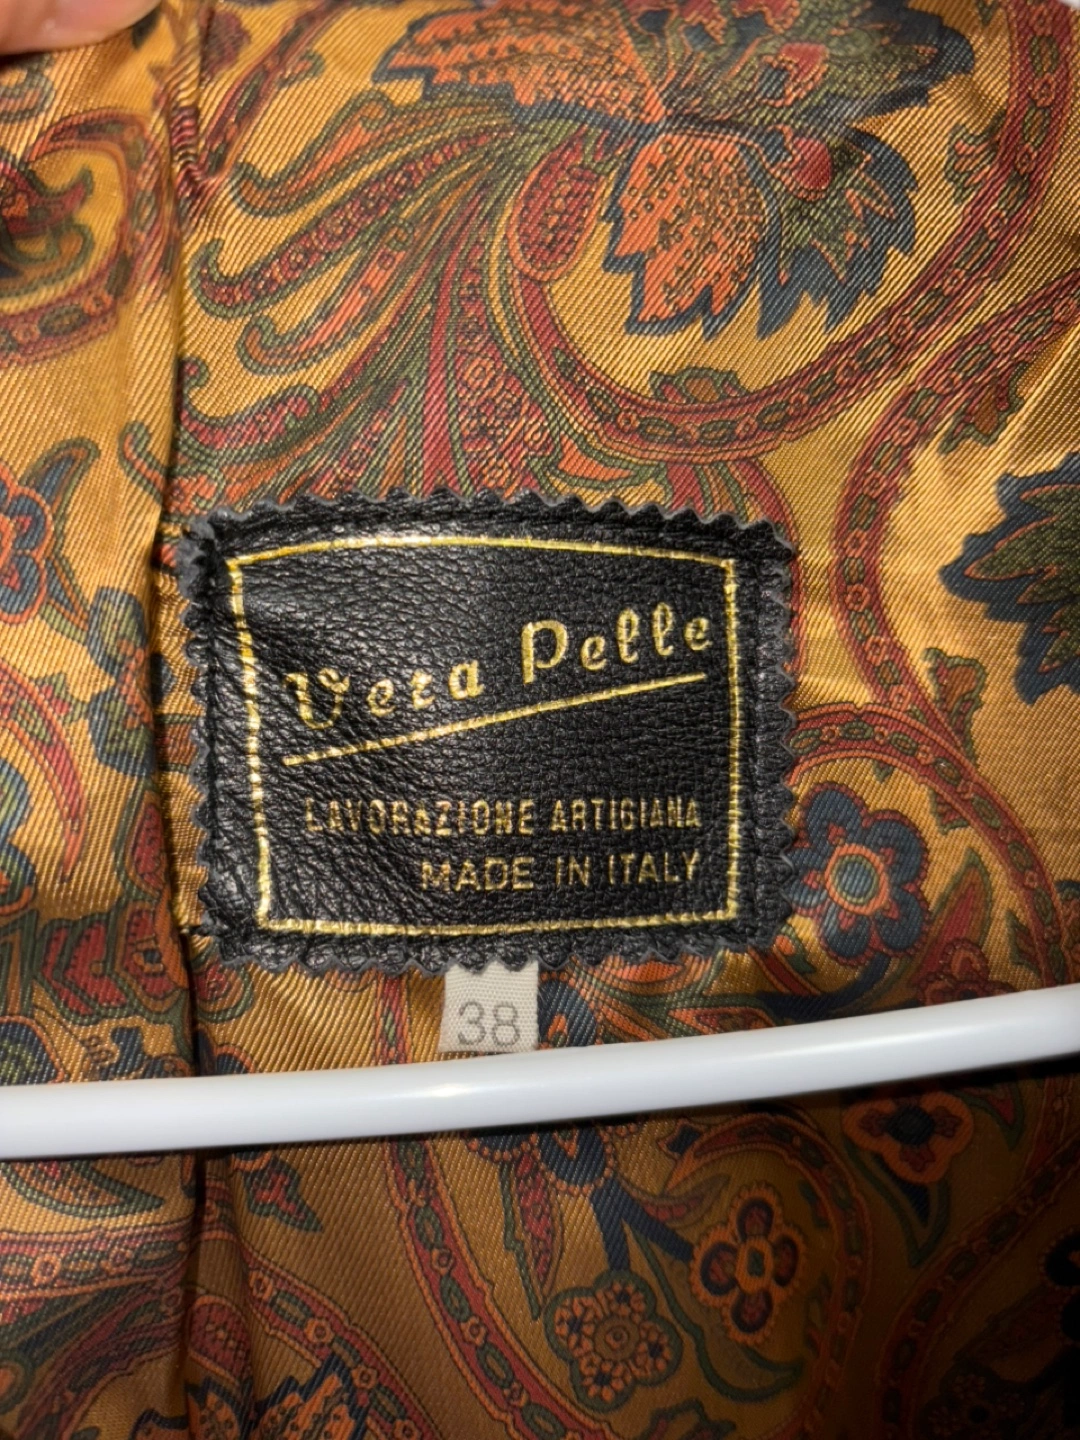 Vera Pelle
LAVORAZIONE ARTIGIANA
MADE IN ITALY
38